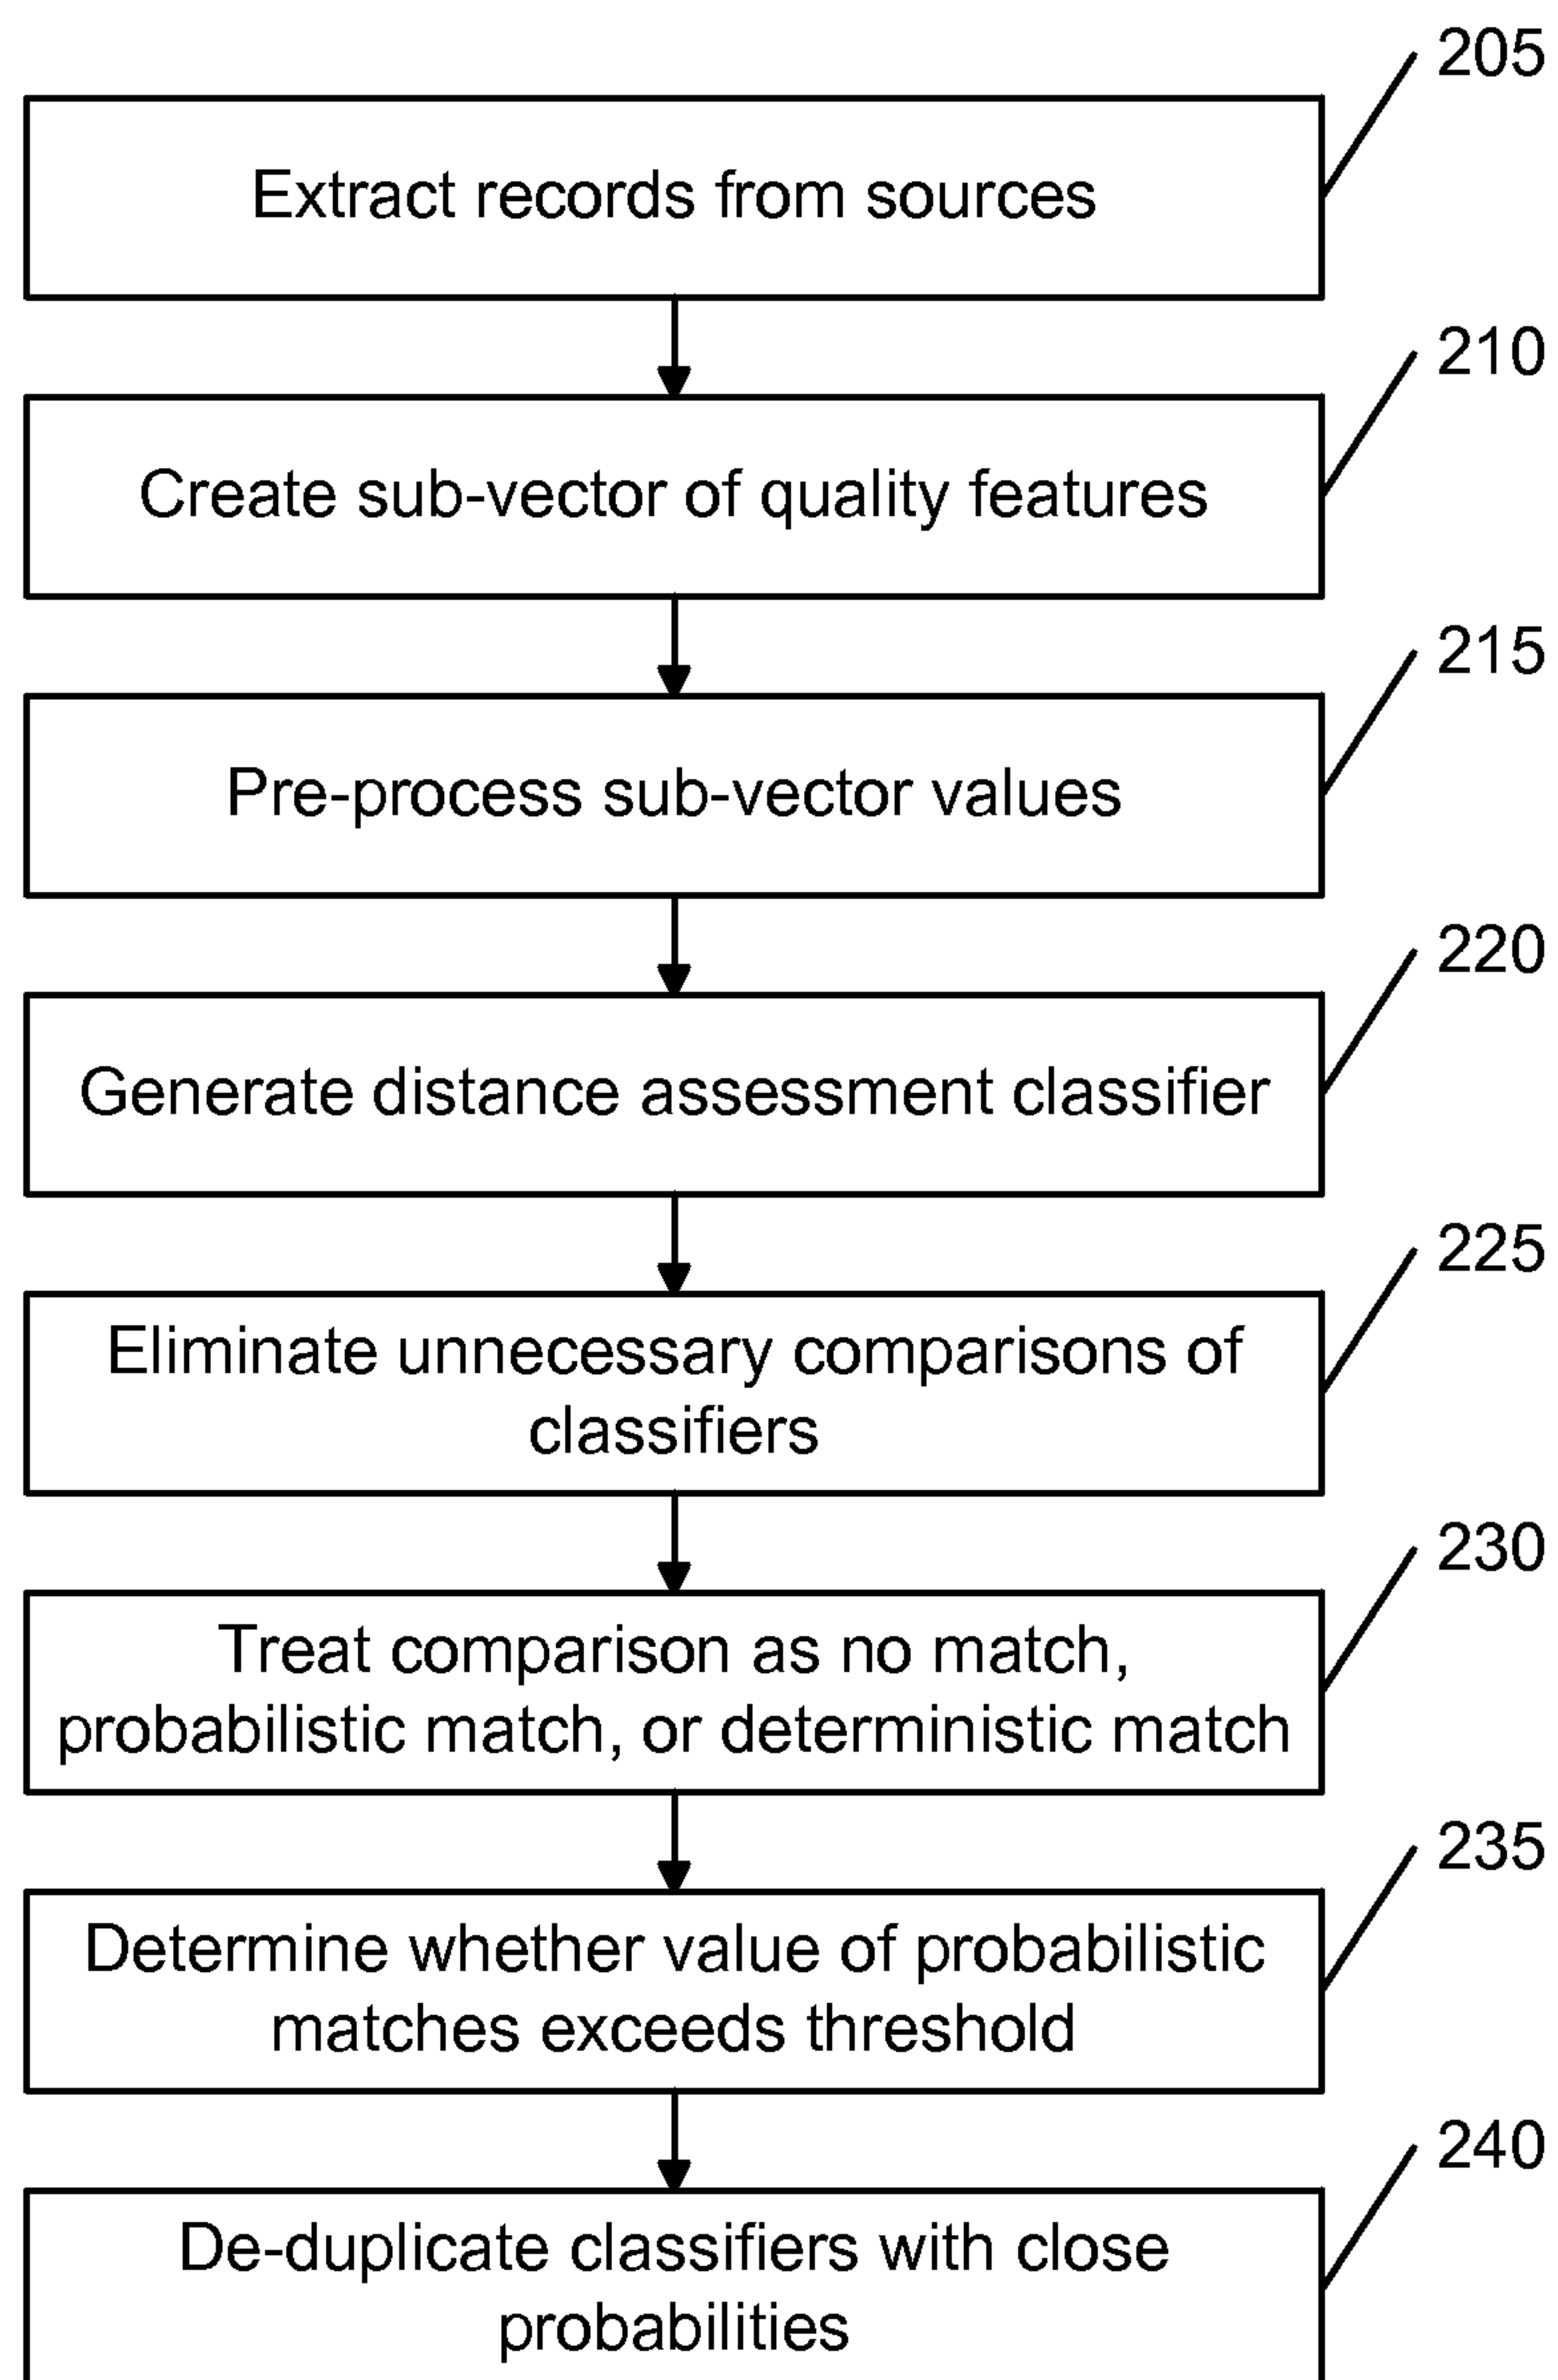 205
Extract records from sources
210
Create sub-vector of quality features
215
Pre-process sub-vector values
220
Generate distance assessment classifier
225
Eliminate unnecessary comparisons of
classifiers
230
Treat comparison as no match,
probabilistic match, or deterministic match
235
Determine whether value of probabilistic
matches exceeds threshold
240
De-duplicate classifiers with close
probabilities